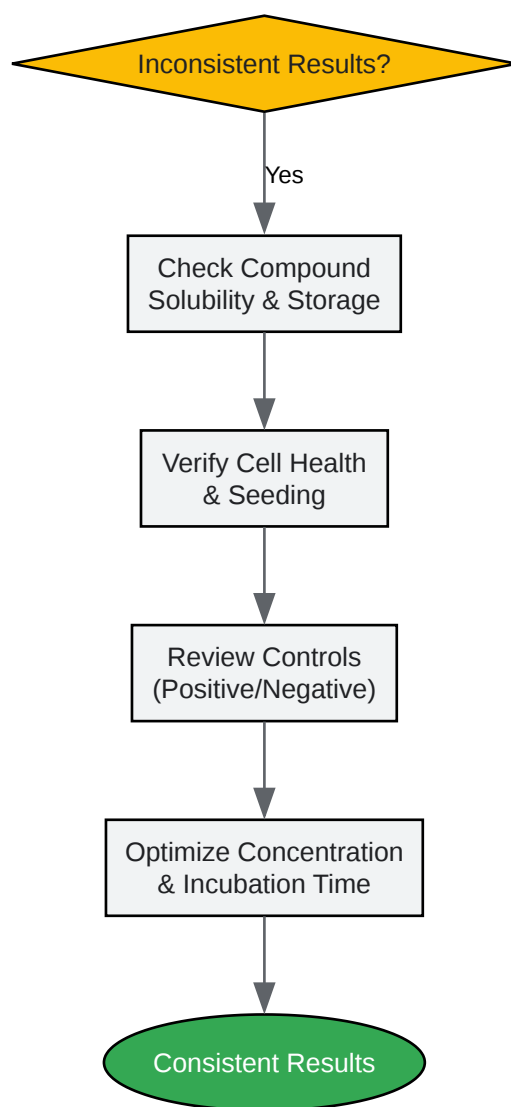 Inconsistent Results?
Yes
Check Compound
Solubility & Storage
Verify Cell Health
& Seeding
Review Controls
(Positive/Negative)
Optimize Concentration
& Incubation Time
Consistent Results